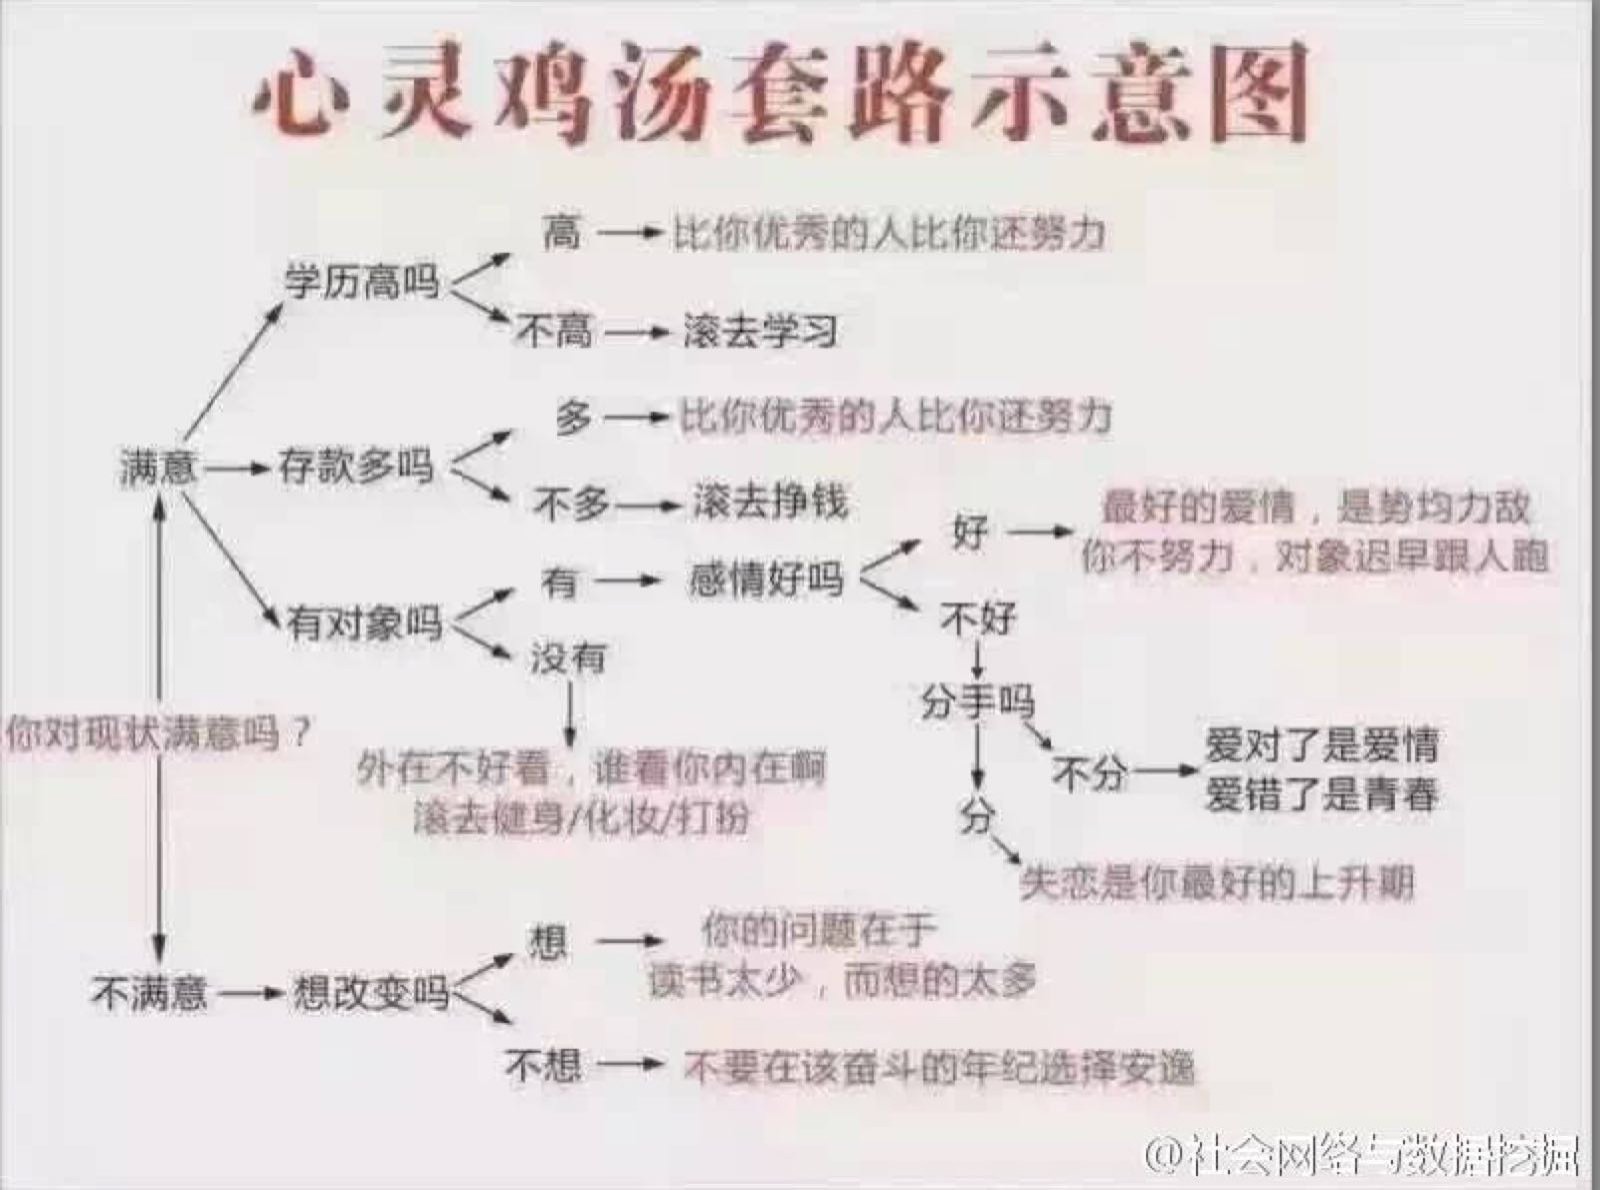 心灵鸡汤套路示意图
高
比你优秀的人比你还努力
学历高吗
不高
滚去学习
多
比你优秀的人比你还努力
满意
存款多吗
不多
滚去挣钱
最好的爱情，是势均力敌
好
你不努力，对象迟早跟人跑
有
感情好吗
有对象吗
不好
没有
分手吗
你对现状满意吗？
爱对了是爱情
外在不好看，谁看你内在啊
不分
爱错了是青春
滚去健身/化妆/打扮
分
失恋是你最好的上升期
想
你的问题在于
读书太少，而想的太多
不满意
想改变吗
不想
不要在该奋斗的年纪选择安逸
@社会网络与数据挖掘